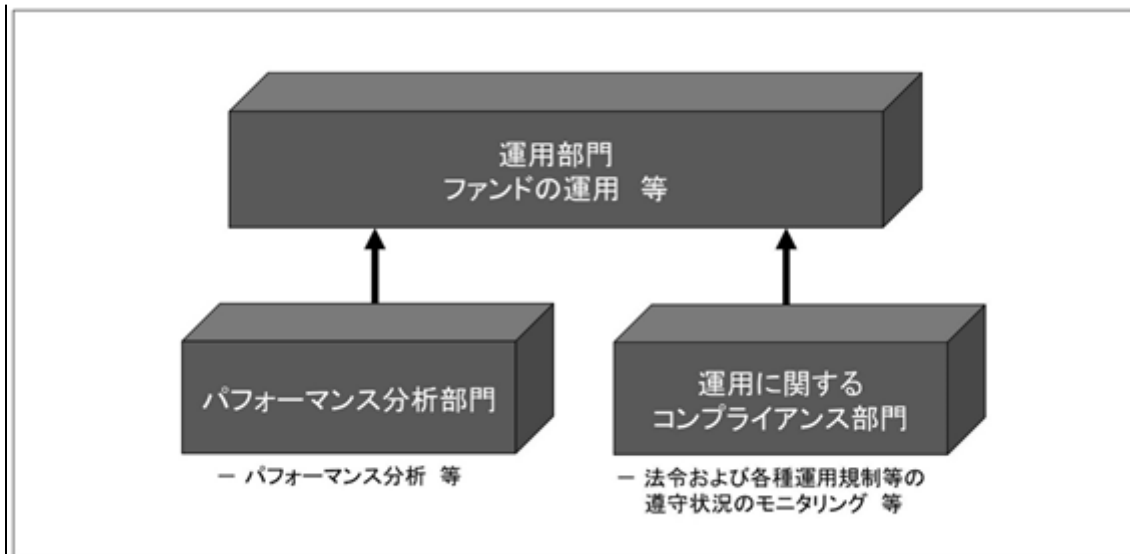 運用部門
ファンドの運用 等
パフォーマンス分析部門
運用に関する
コンプライアンス部門
－ パフォーマンス分析 等
－ 法令および各種運用規制等の
遵守状況のモニタリング 等